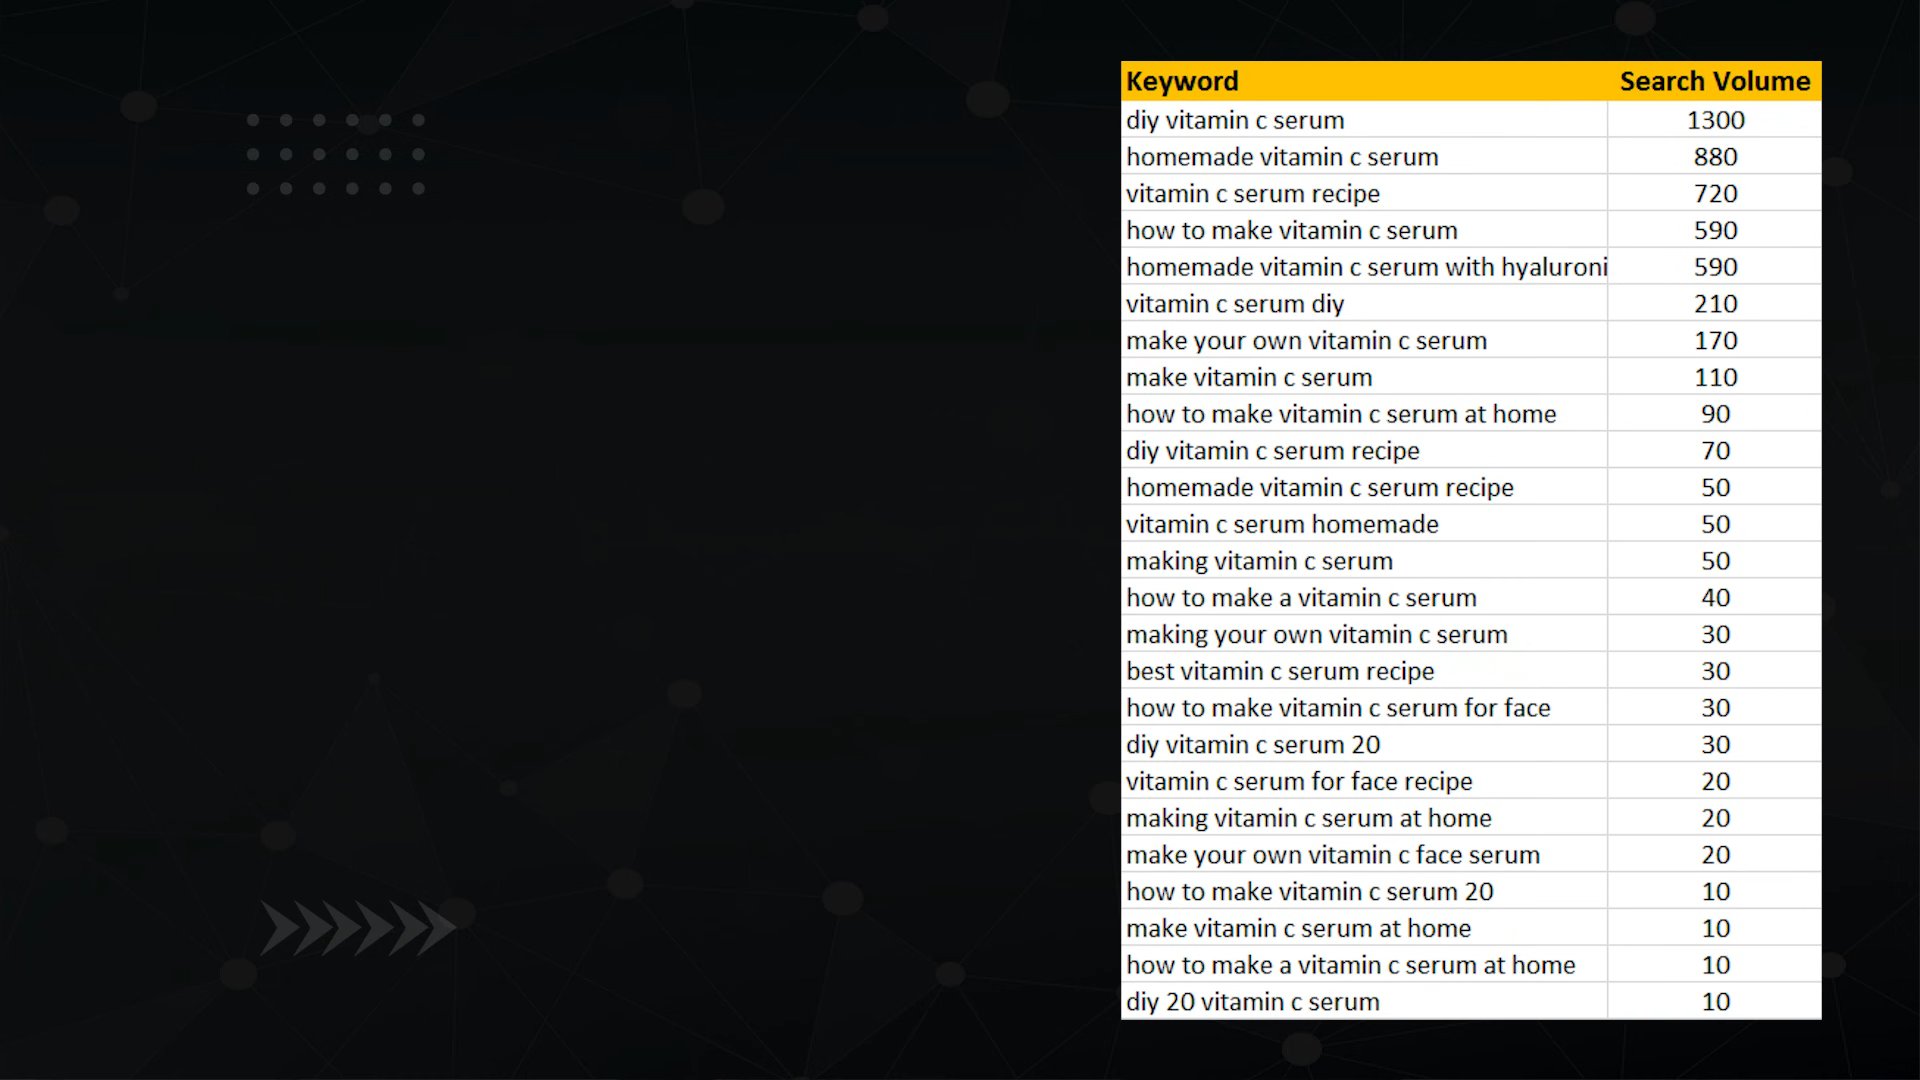 Keyword Search Volume
diy vitamin c serum 1300
homemade vitamin c serum 880
vitamin c serum recipe 720
how to make vitamin c serum 590
homemade vitamin c serum with hyaluroni 590
vitamin c serum diy 210
make your own vitamin c serum 170
make vitamin c serum 110
how to make vitamin c serum at home 90
diy vitamin c serum recipe 70
homemade vitamin c serum recipe 50
vitamin c serum homemade 50
making vitamin c serum 50
how to make a vitamin c serum 40
making your own vitamin c serum 30
best vitamin c serum recipe 30
how to make vitamin c serum for face 30
diy vitamin c serum 20 30
vitamin c serum for face recipe 20
making vitamin c serum at home 20
make your own vitamin c face serum 20
how to make vitamin c serum 20 10
make vitamin c serum at home 10
how to make a vitamin c serum at home 10
diy 20 vitamin c serum 10